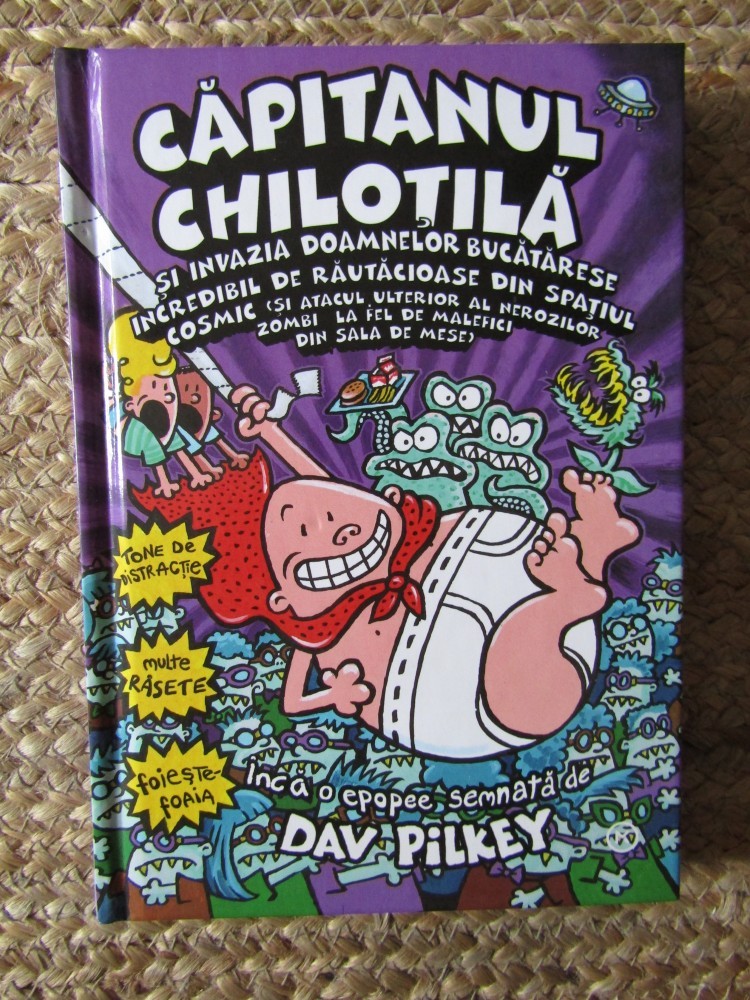 CĂPITANUL
CHILOȚILĂ
ȘI INVAZIA DOAMNELOR BUCĂTĂRESE
INCREDIBIL DE RĂUTĂCIOASE DIN SPAȚIUL
COSMIC (ȘI ATACUL ULTERIOR AL NEROZILOR
ZOMBI LA FEL DE MALEFICI
DIN SALA DE MESE)
TONE DE
DISTRACȚIE
multe
RÂSETE
foiește-
foaia
Încă o epopee semnată de
DAV PILKEY